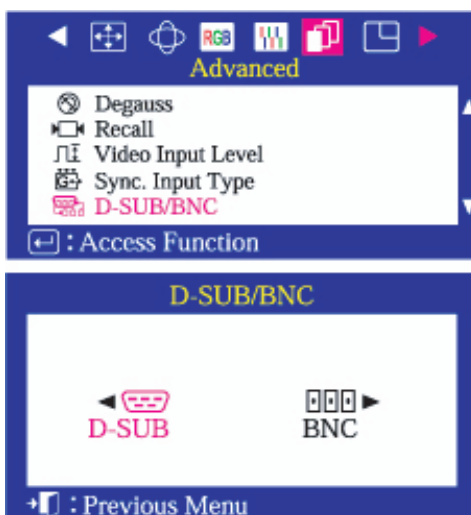 RGB
Advanced
Degauss
Recall
Video Input Level
Sync. Input Type
D-SUB/BNC
: Access Function
D-SUB/BNC
D-SUB BNC
: Previous Menu